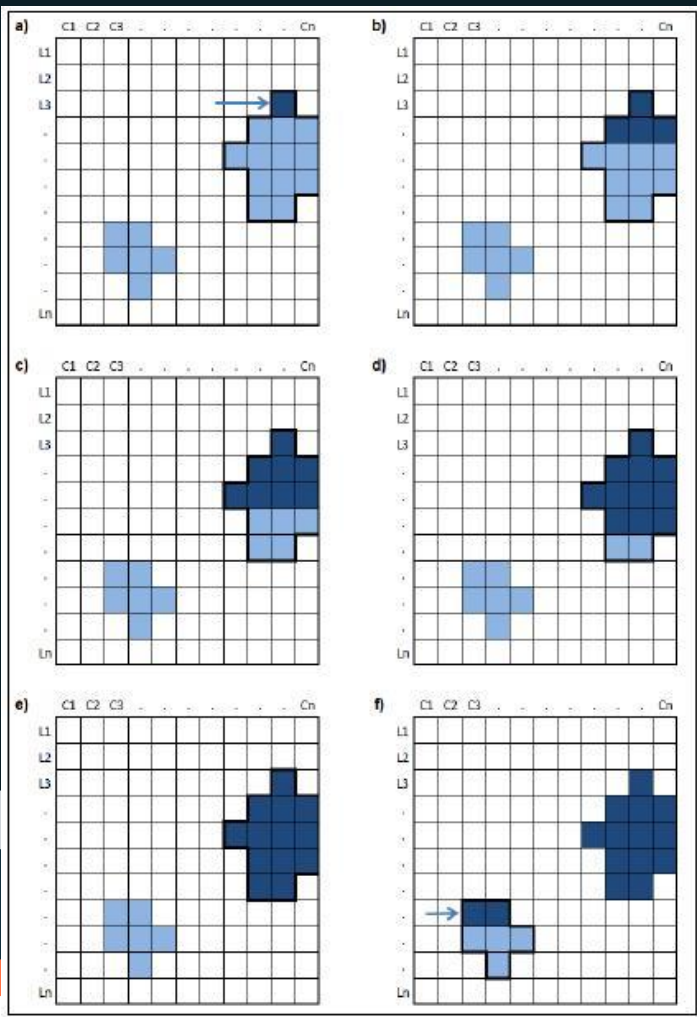 a) C1 C2 C3 . . . . . . . Cn
L1
L2
L3
.
.
.
.
.
.
.
Ln
b) C1 C2 C3 . . . . . . . Cn
L1
L2
L3
.
.
.
.
.
.
.
Ln
c) C1 C2 C3 . . . . . . . Cn
L1
L2
L3
.
.
.
.
.
.
.
Ln
d) C1 C2 C3 . . . . . . . Cn
L1
L2
L3
.
.
.
.
.
.
.
Ln
e) C1 C2 C3 . . . . . . . Cn
L1
L2
L3
.
.
.
.
.
.
.
Ln
f) C1 C2 C3 . . . . . . . Cn
L1
L2
L3
.
.
.
.
.
.
.
Ln